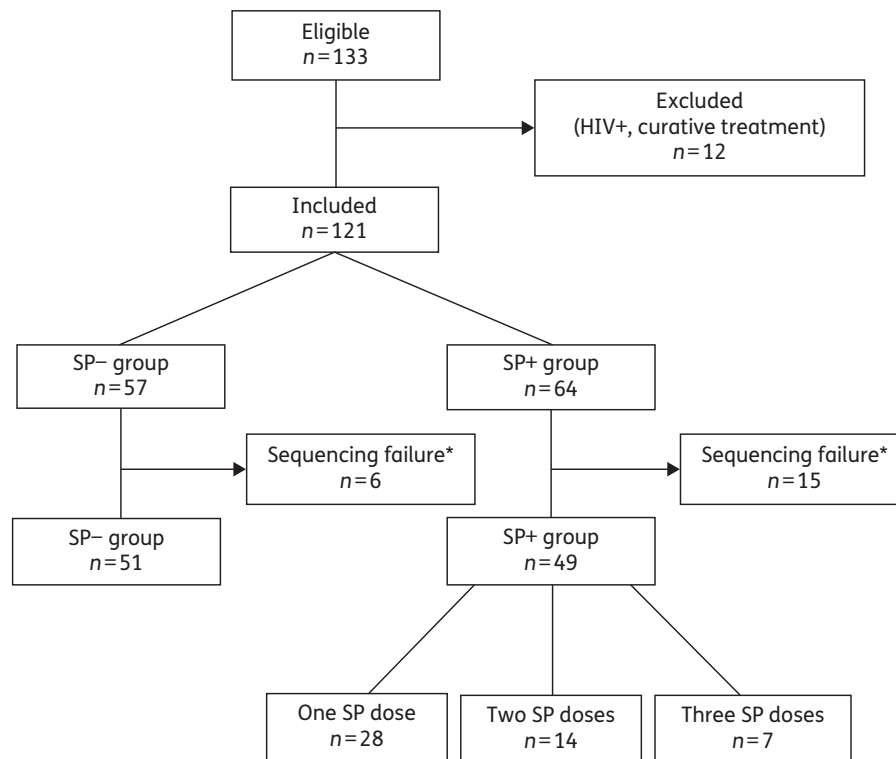 Eligible
n=133
Excluded
(HIV+, curative treatment)
n=12
Included
n=121
SP– group
n=57
SP+ group
n=64
Sequencing failure*
n=6
Sequencing failure*
n=15
SP– group
n=51
SP+ group
n=49
One SP dose
n=28
Two SP doses
n=14
Three SP doses
n=7